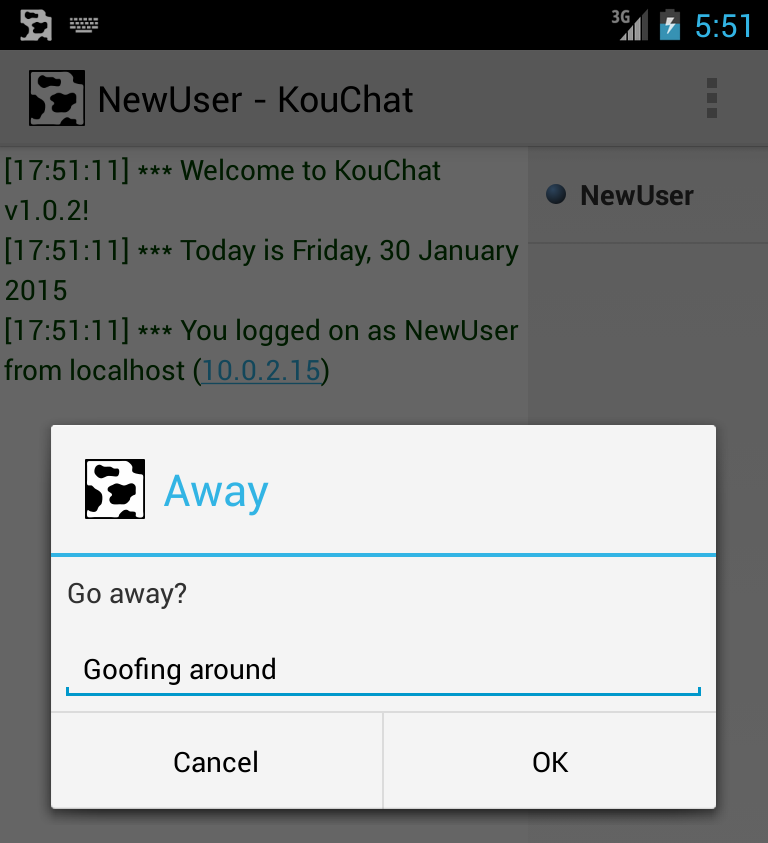 3G 5:51
NewUser - KouChat
[17:51:11] *** Welcome to KouChat
v1.0.2!
[17:51:11] *** Today is Friday, 30 January
2015
[17:51:11] *** You logged on as NewUser
from localhost (10.0.2.15)
NewUser
Away
Go away?
Goofing around
Cancel OK